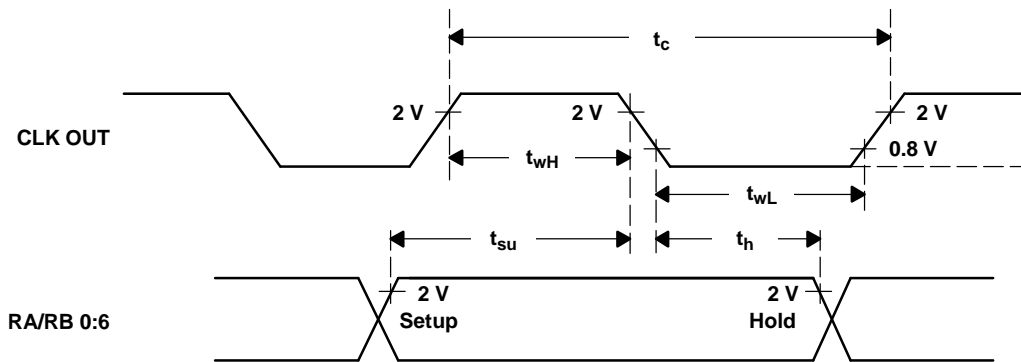 tc
2 V
2 V
2 V
CLK OUT
0.8 V
twH
twL
tsu
th
2 V
2 V
RA/RB 0:6
Setup
Hold